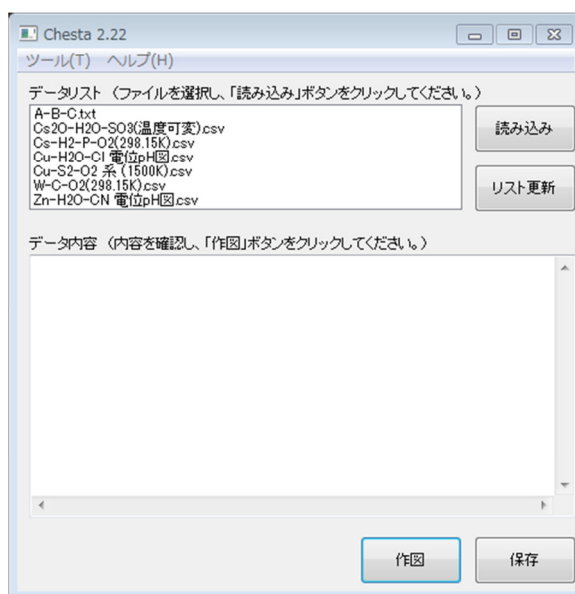 Chesta 2.22
ツール(T) ヘルプ(H)
データリスト (ファイルを選択し、「読み込み」ボタンをクリックしてください。)
A-B-C.txt
Cs2O-H2O-SO3(温度可変).csv
Cs-H2-P-O2(298.15K).csv
Cu-H2O-Cl 電位pH図.csv
Cu-S2-O2 系 (1500K).csv
W-C-O2(298.15K).csv
Zn-H2O-CN 電位pH図.csv
読み込み
リスト更新
データ内容 (内容を確認し、「作図」ボタンをクリックしてください。)
作図
保存